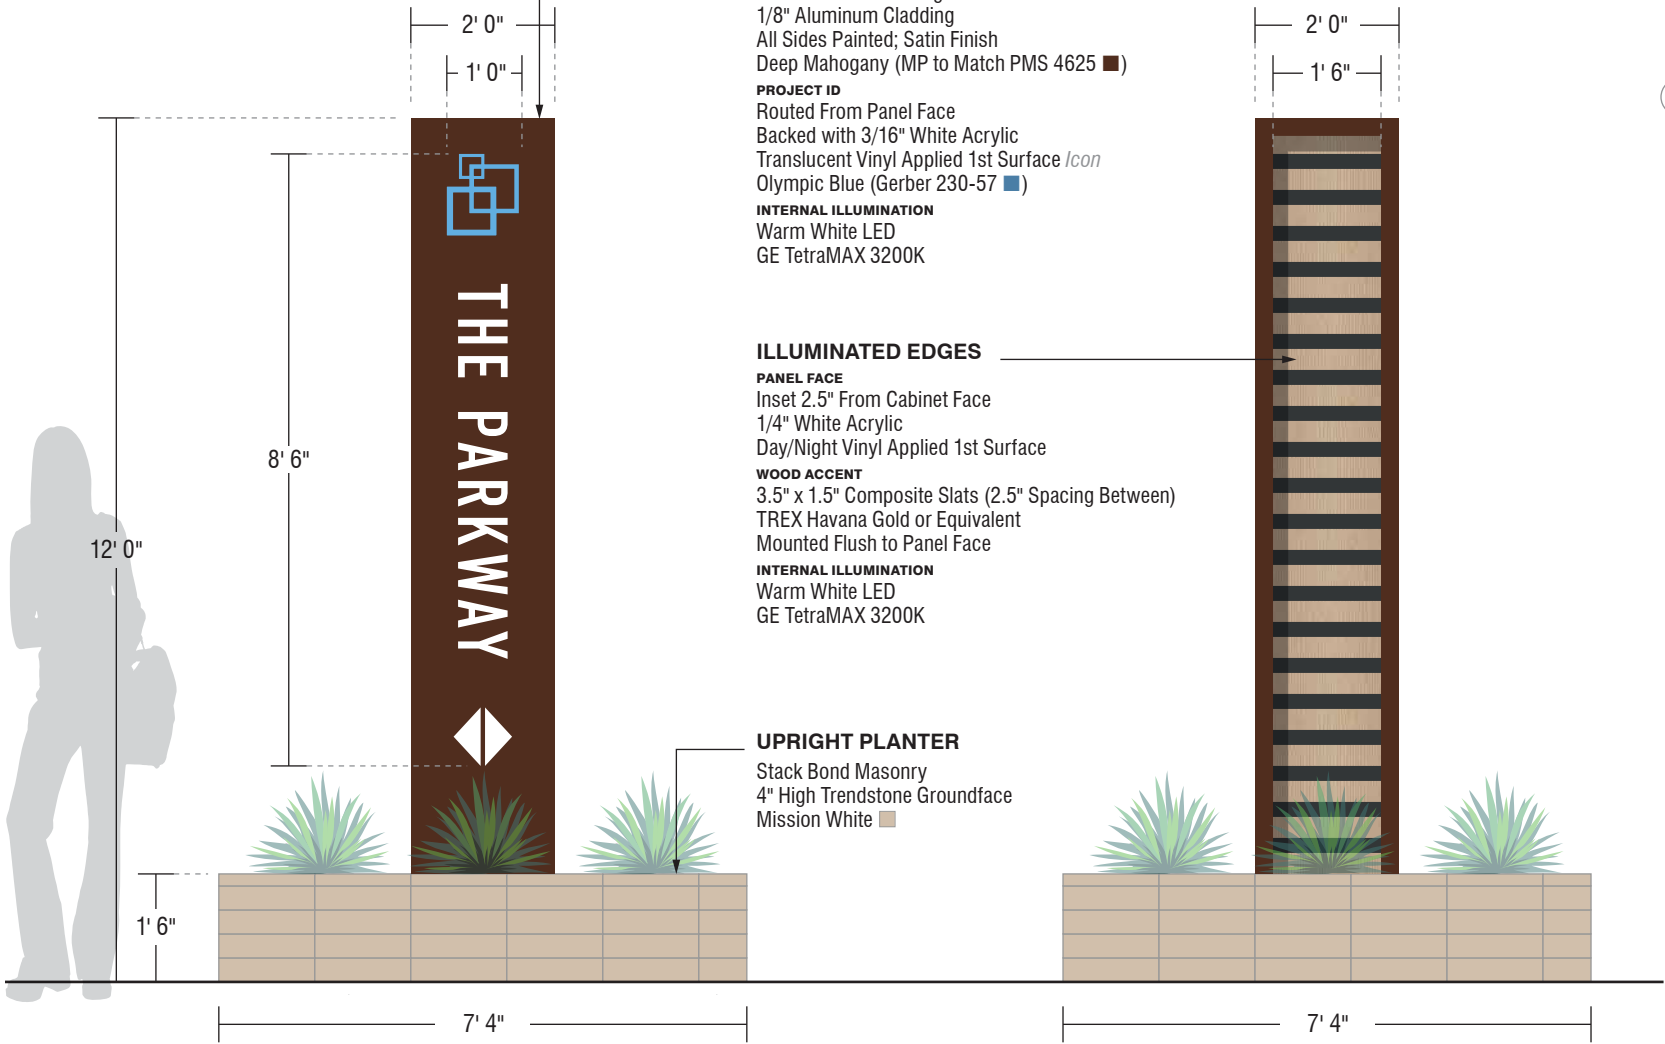 2' 0"
1' 0"
12' 0"
8' 6"
THE PARKWAY
1' 6"
7' 4"
1/8" Aluminum Cladding
All Sides Painted; Satin Finish
Deep Mahogany (MP to Match PMS 4625 )
PROJECT ID
Routed From Panel Face
Backed with 3/16" White Acrylic
Translucent Vinyl Applied 1st Surface Icon
Olympic Blue (Gerber 230-57 )
INTERNAL ILLUMINATION
Warm White LED
GE TetraMAX 3200K
ILLUMINATED EDGES
PANEL FACE
Inset 2.5" From Cabinet Face
1/4" White Acrylic
Day/Night Vinyl Applied 1st Surface
WOOD ACCENT
3.5" x 1.5" Composite Slats (2.5" Spacing Between)
TREX Havana Gold or Equivalent
Mounted Flush to Panel Face
INTERNAL ILLUMINATION
Warm White LED
GE TetraMAX 3200K
UPRIGHT PLANTER
Stack Bond Masonry
4" High Trendstone Groundface
Mission White
2' 0"
1' 6"
7' 4"